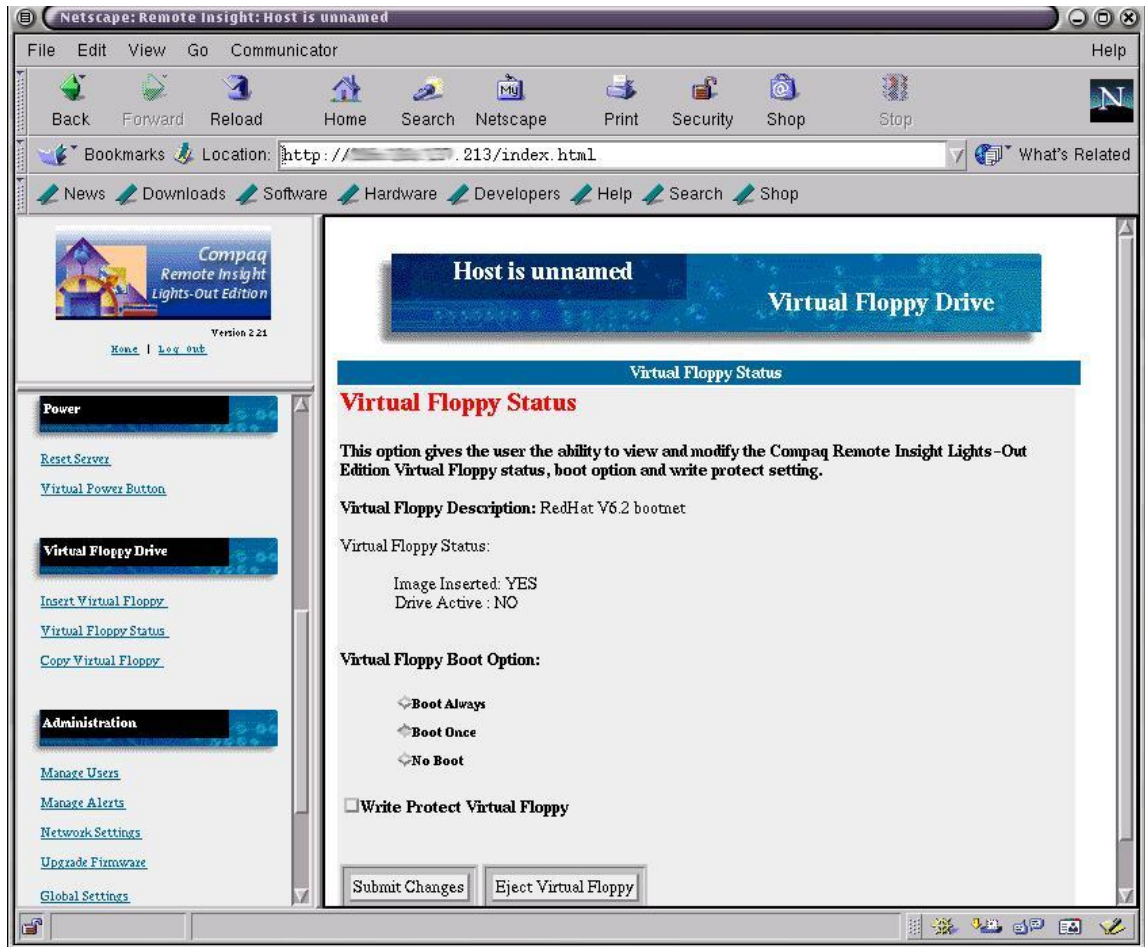 Netscape: Remote Insight: Host is unnamed
File Edit View Go Communicator Help
Back Forward Reload Home Search Netscape Print Security Shop Stop
My
N
Bookmarks Location: http:// .213/index.html What's Related
News Downloads Software Hardware Developers Help Search Shop
Compaq
Remote Insight
Lights-Out Edition
Version 2.21
Home | Log out
Power
Reset Server
Virtual Power Button
Virtual Floppy Drive
Insert Virtual Floppy
Virtual Floppy Status
Copy Virtual Floppy
Administration
Manage Users
Manage Alerts
Network Settings
Upgrade Firmware
Global Settings
Host is unnamed
Virtual Floppy Drive
Virtual Floppy Status
Virtual Floppy Status
This option gives the user the ability to view and modify the Compaq Remote Insight Lights-Out
Edition Virtual Floppy status, boot option and write protect setting.
Virtual Floppy Description: RedHat V6.2 bootnet
Virtual Floppy Status:
Image Inserted: YES
Drive Active : NO
Virtual Floppy Boot Option:
Boot Always
Boot Once
No Boot
Write Protect Virtual Floppy
Submit Changes Eject Virtual Floppy